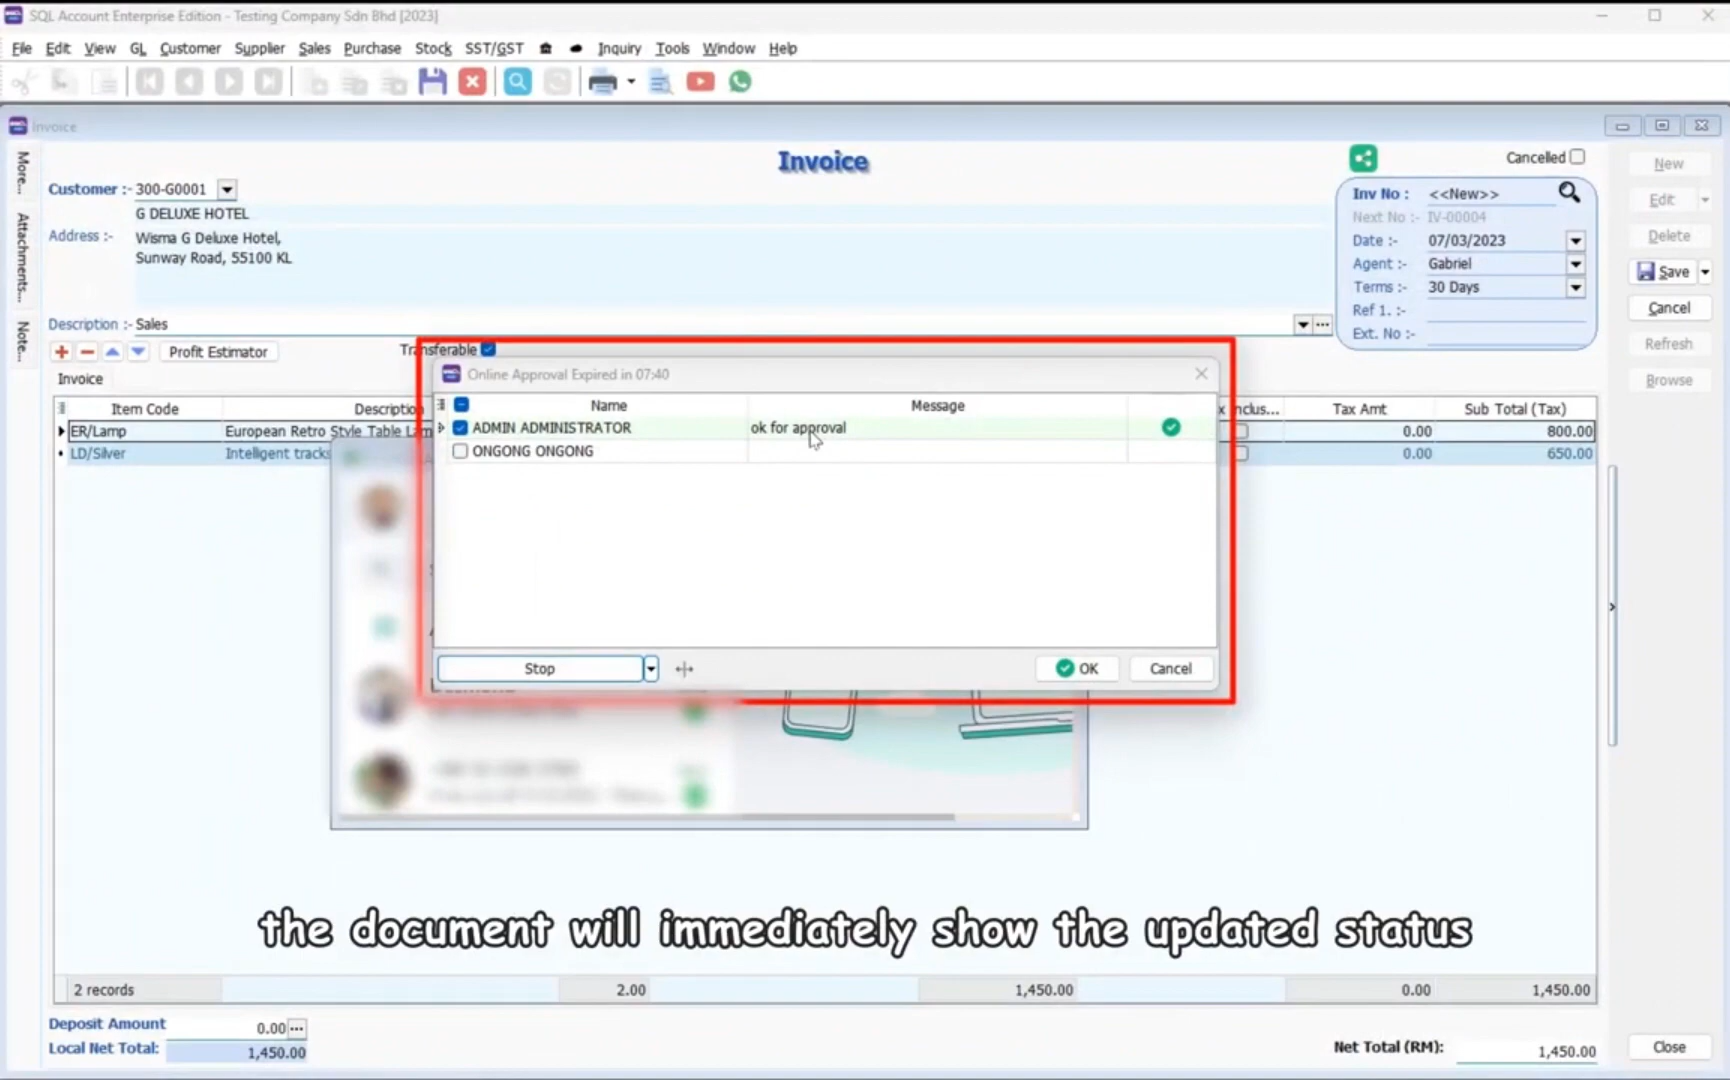 SQL Account Enterprise Edition - Testing Company Sdn Bhd [2023]
File Edit View GL Customer Supplier Sales Purchase Stock SST/GST Inquiry Tools Window Help
Invoice
More...
Attachments...
Note...
Invoice
Cancelled
Customer :- 300-G0001
G DELUXE HOTEL
Address :- Wisma G Deluxe Hotel,
Sunway Road, 55100 KL
Inv No : <<New>>
Next No :- IV-00004
Date :- 07/03/2023
Agent :- Gabriel
Terms :- 30 Days
Ref 1. :-
Ext. No :-
New
Edit
Delete
Save
Cancel
Refresh
Browse
Description :- Sales
Profit Estimator
Transferable
Invoice
Item Code Description Tax Amt Sub Total (Tax)
ER/Lamp European Retro Style Table 0.00 800.00
LD/Silver Intelligent 0.00 650.00
Online Approval Expired in 07:40
Name Message
ADMIN ADMINISTRATOR ok for approval
ONGONG ONGONG
Stop OK Cancel
the document will immediately show the updated status
2 records 2.00 1,450.00 0.00 1,450.00
Deposit Amount 0.00
Local Net Total: 1,450.00
Net Total (RM): 1,450.00
Close